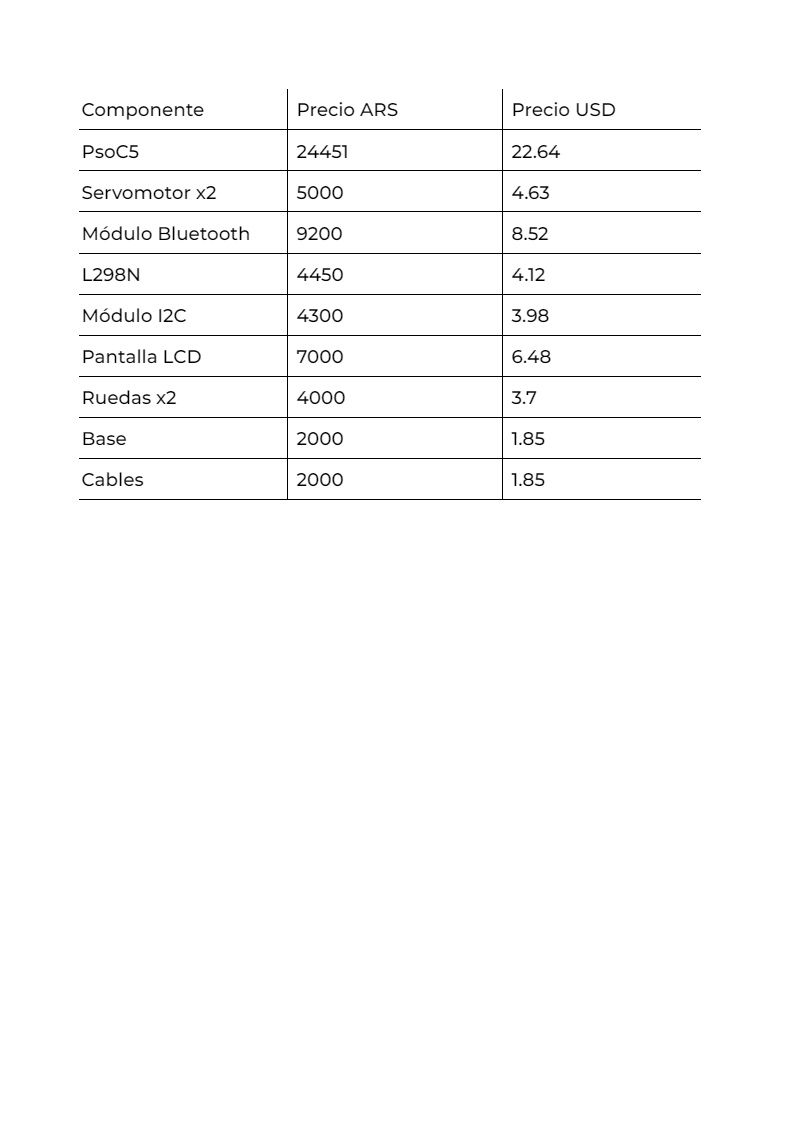 Componente Precio ARS Precio USD
PsoC5 24451 22.64
Servomotor x2 5000 4.63
Módulo Bluetooth 9200 8.52
L298N 4450 4.12
Módulo I2C 4300 3.98
Pantalla LCD 7000 6.48
Ruedas x2 4000 3.7
Base 2000 1.85
Cables 2000 1.85